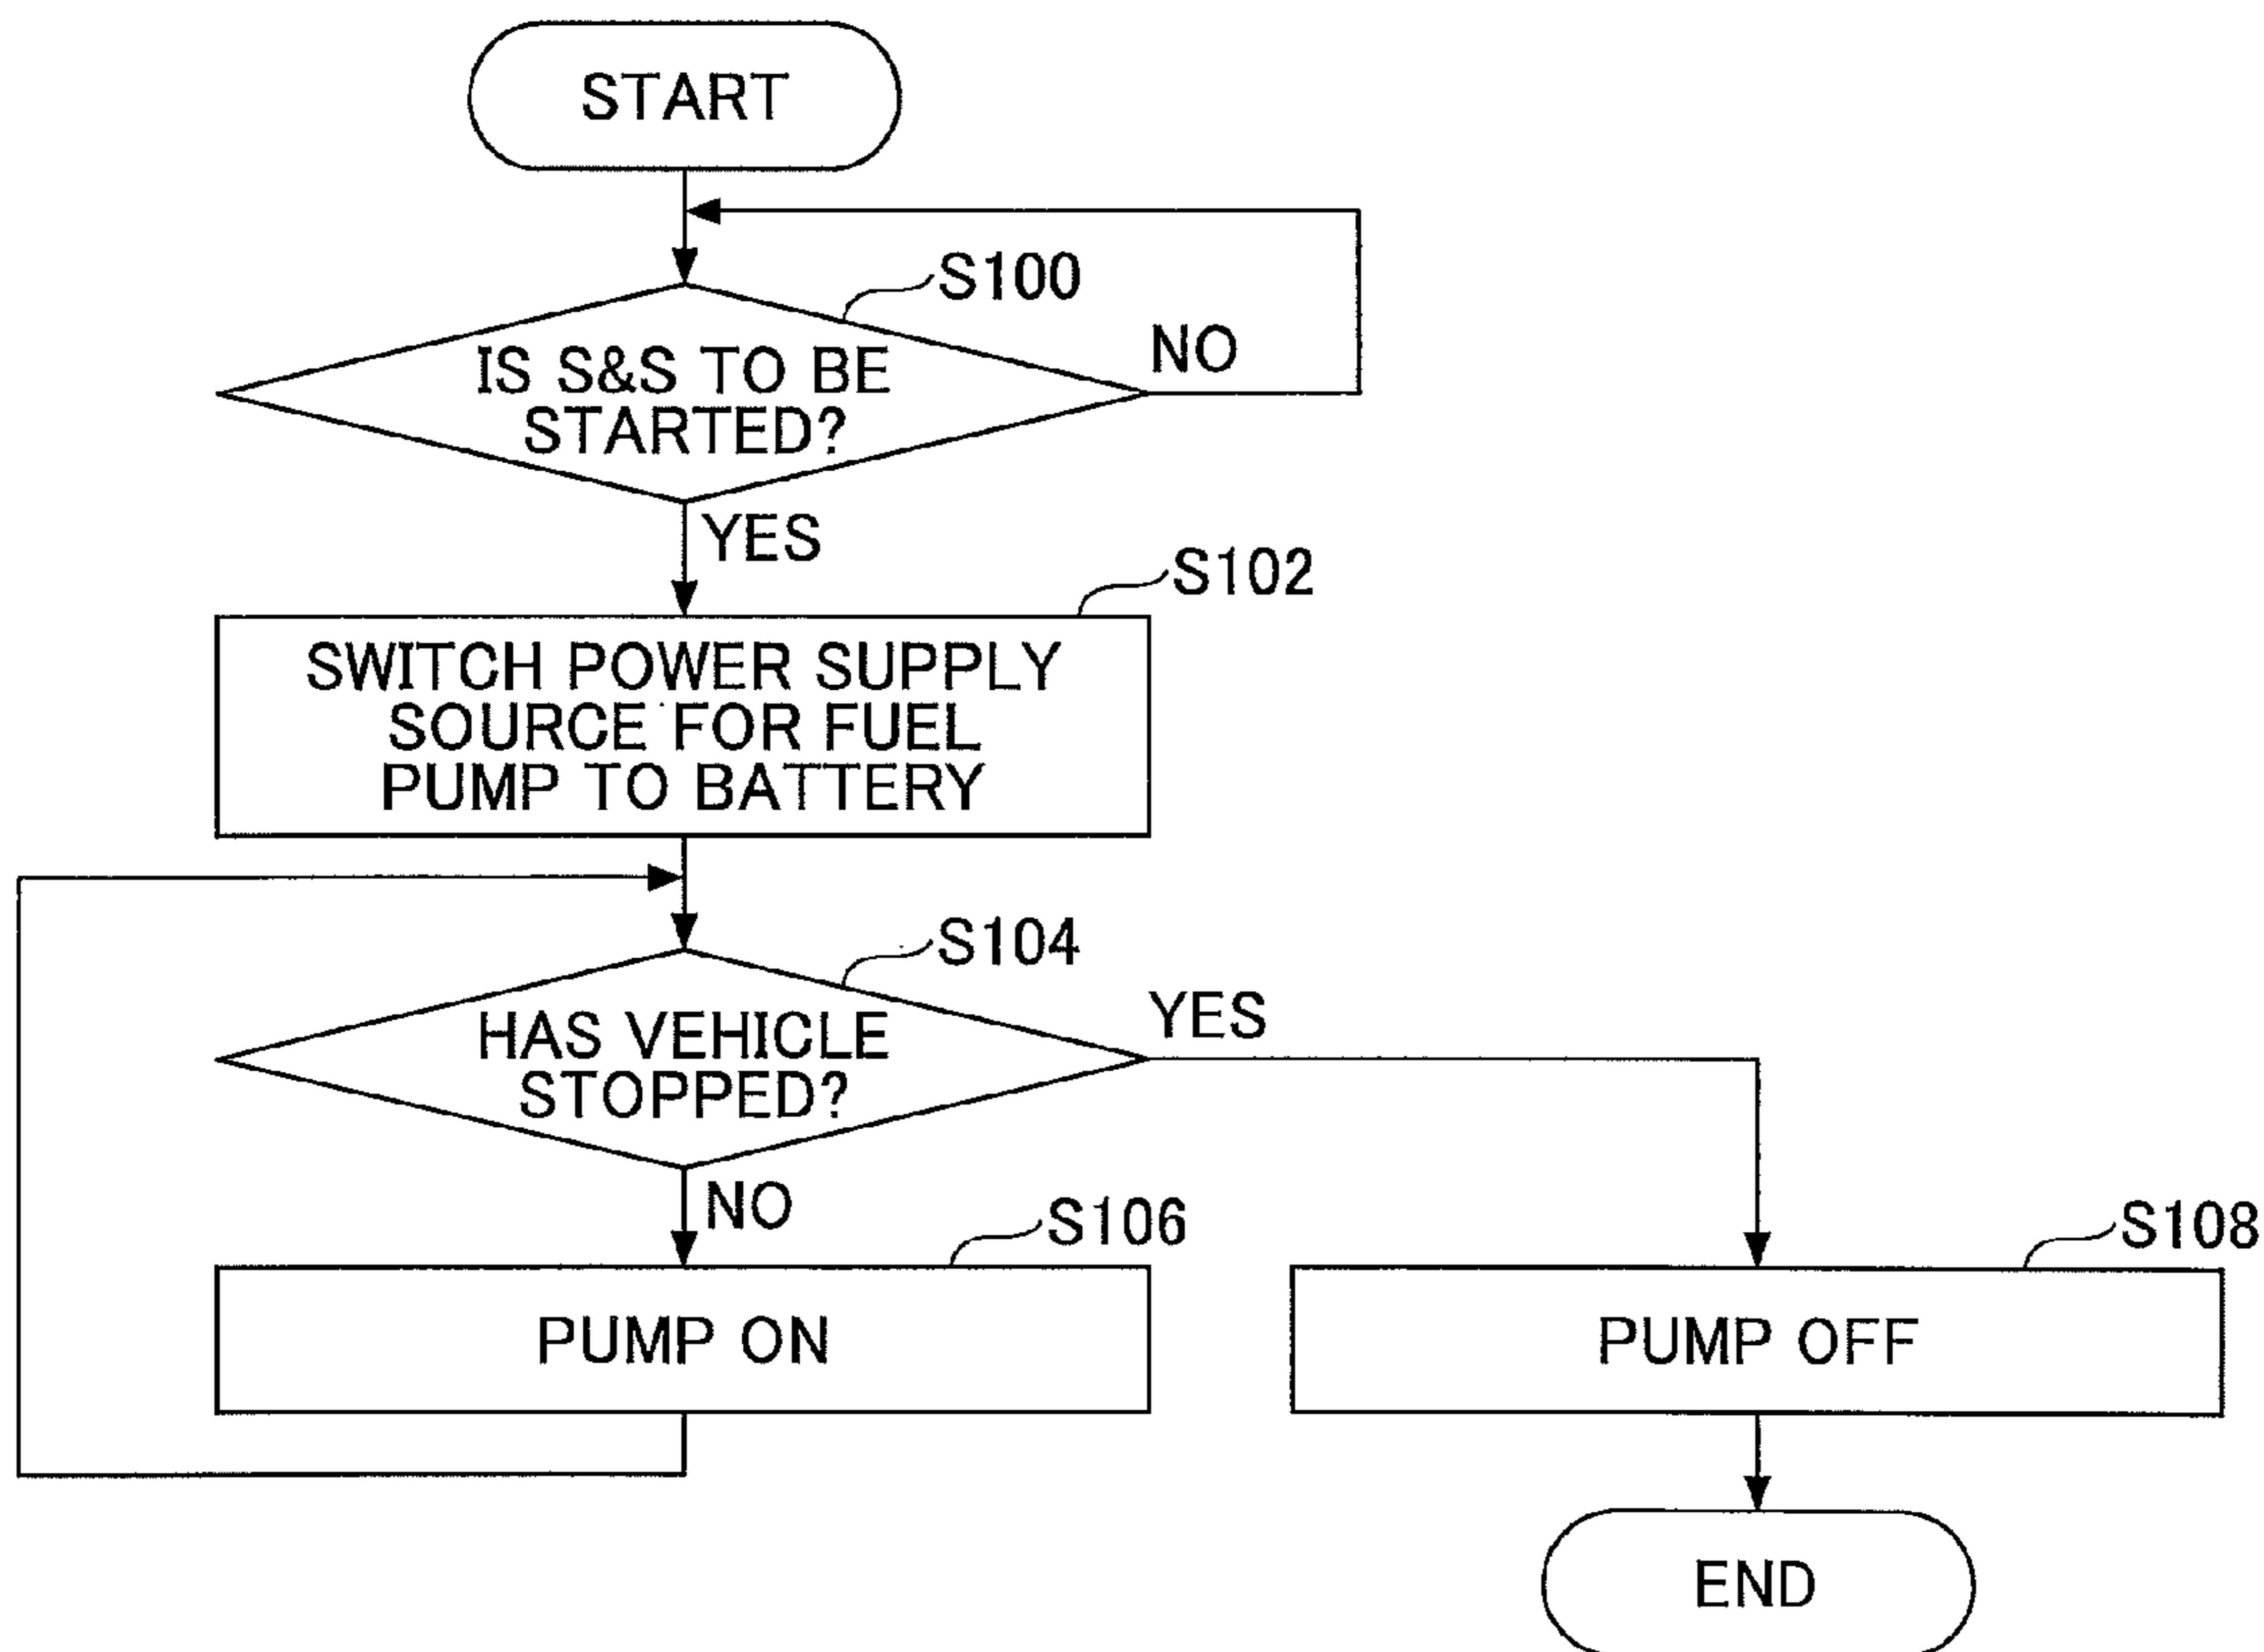 START
S100
IS S&S TO BE
STARTED?
NO
YES
S102
SWITCH POWER SUPPLY
SOURCE FOR FUEL
PUMP TO BATTERY
S104
HAS VEHICLE
STOPPED?
YES
NO
S106
PUMP ON
S108
PUMP OFF
END